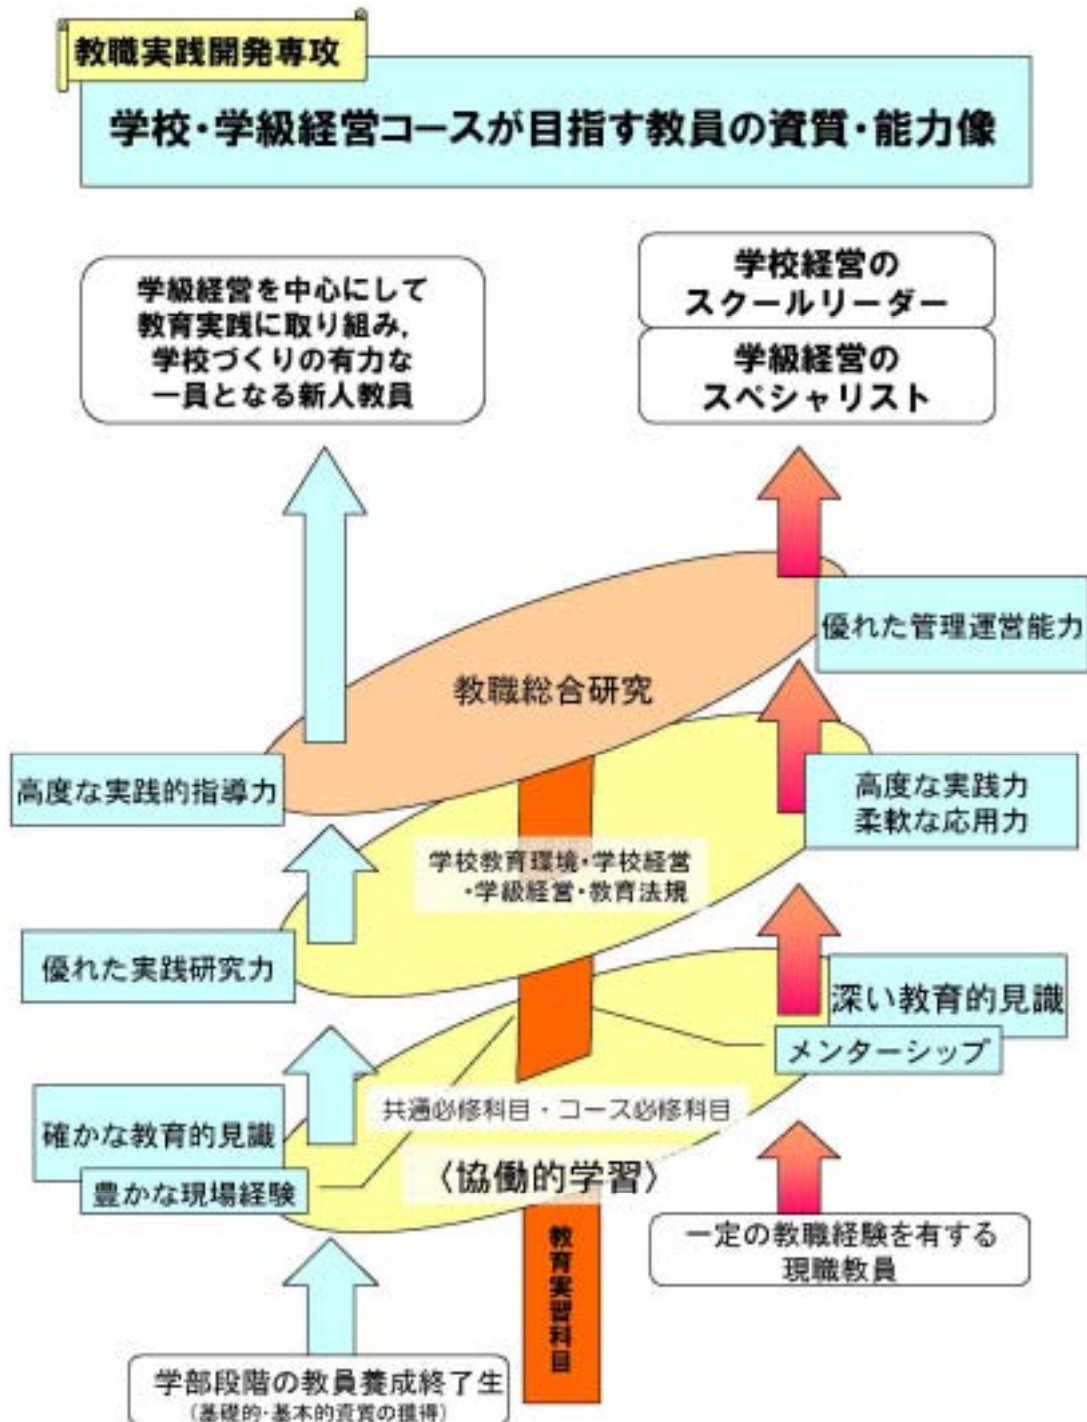 教職実践開発専攻
学校・学級経営コースが目指す教員の資質・能力像
学級経営を中心にして
教育実践に取り組み,
学校づくりの有力な
一員となる新人教員
学校経営の
スクールリーダー
学級経営の
スペシャリスト
優れた管理運営能力
教職総合研究
高度な実践的指導力
高度な実践力
柔軟な応用力
学校教育環境・学校経営
・学級経営・教育法規
優れた実践研究力
深い教育的見識
メンターシップ
共通必修科目・コース必修科目
確かな教育的見識
〈協働的学習〉
豊かな現場経験
一定の教職経験を有する
現職教員
教育実習科目
学部段階の教員養成終了生
(基礎的・基本的資質の獲得)